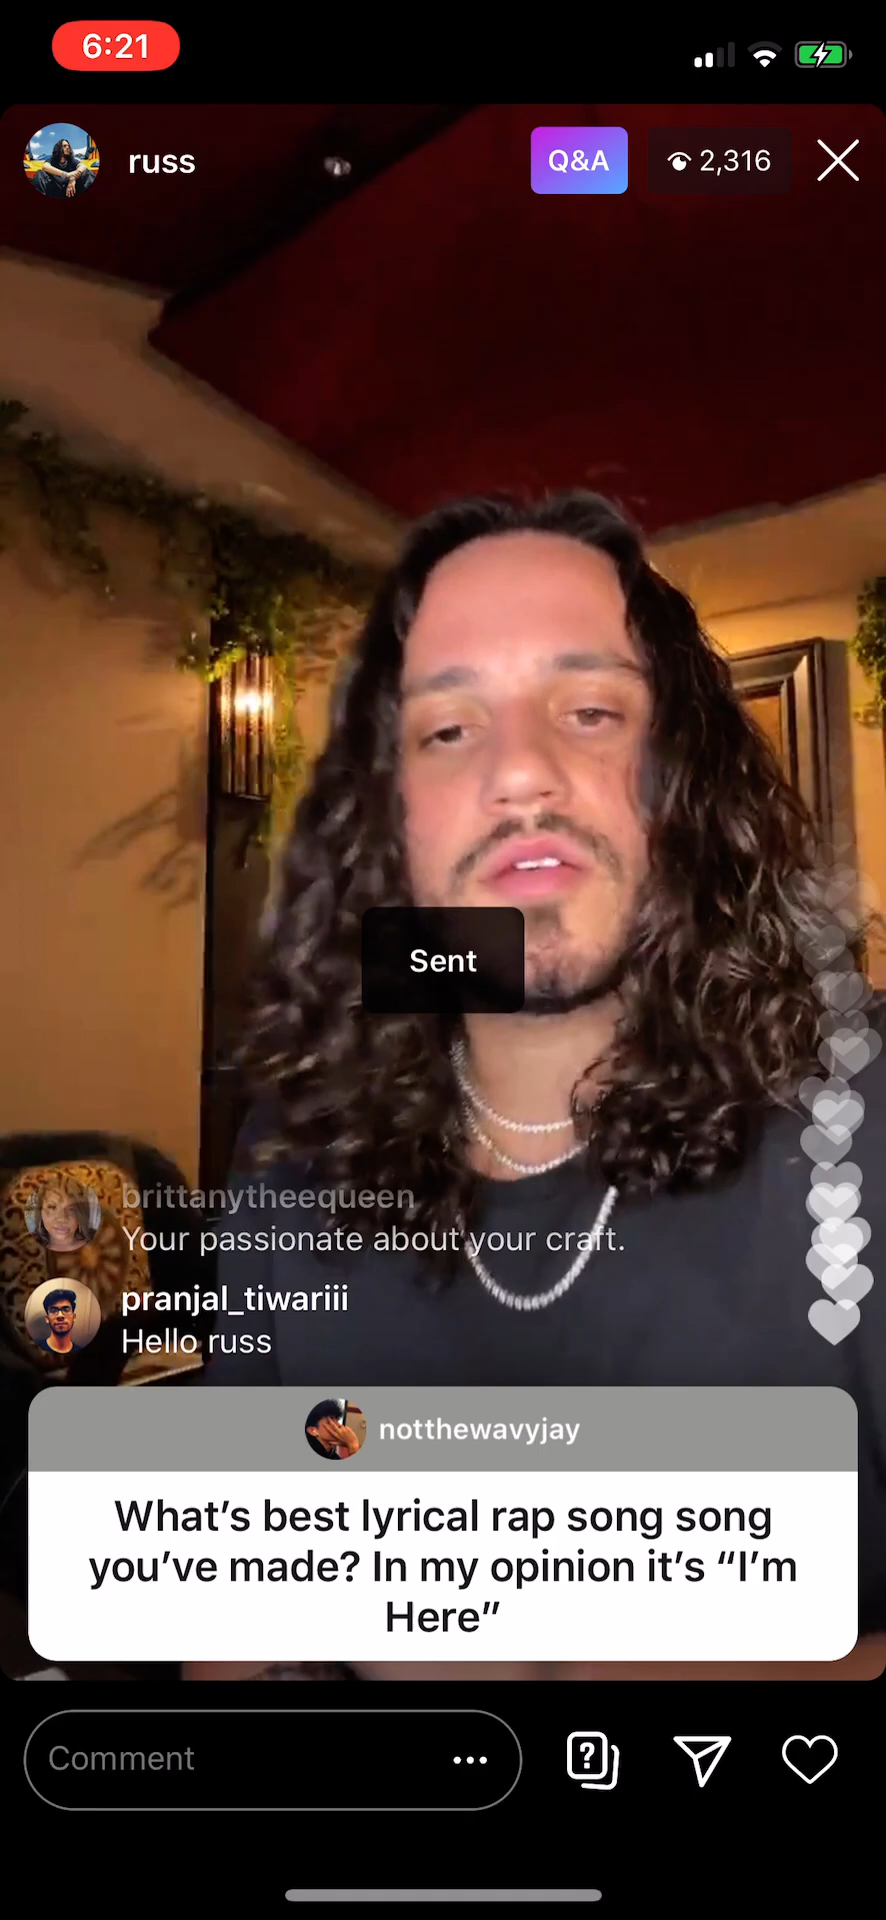 6:21
russ
Q&A
2,316
Sent
brittanytheequeen
Your passionate about your craft.
pranjal_tiwariii
Hello russ
notthewavyjay
What’s best lyrical rap song song
you’ve made? In my opinion it’s “I’m
Here”
Comment